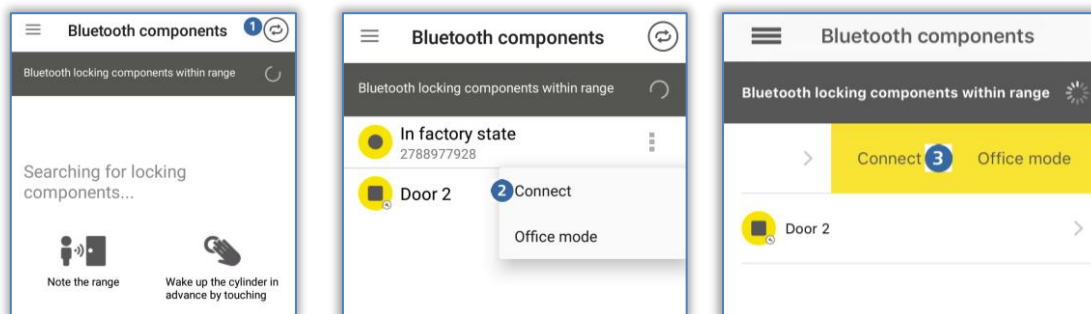 Bluetooth components 1
Bluetooth locking components within range
Searching for locking
components...
Note the range
Wake up the cylinder in
advance by touching
Bluetooth components
Bluetooth locking components within range
In factory state
2788977928
Door 2
2 Connect
Office mode
Bluetooth components
Bluetooth locking components within range
Connect 3 Office mode
Door 2